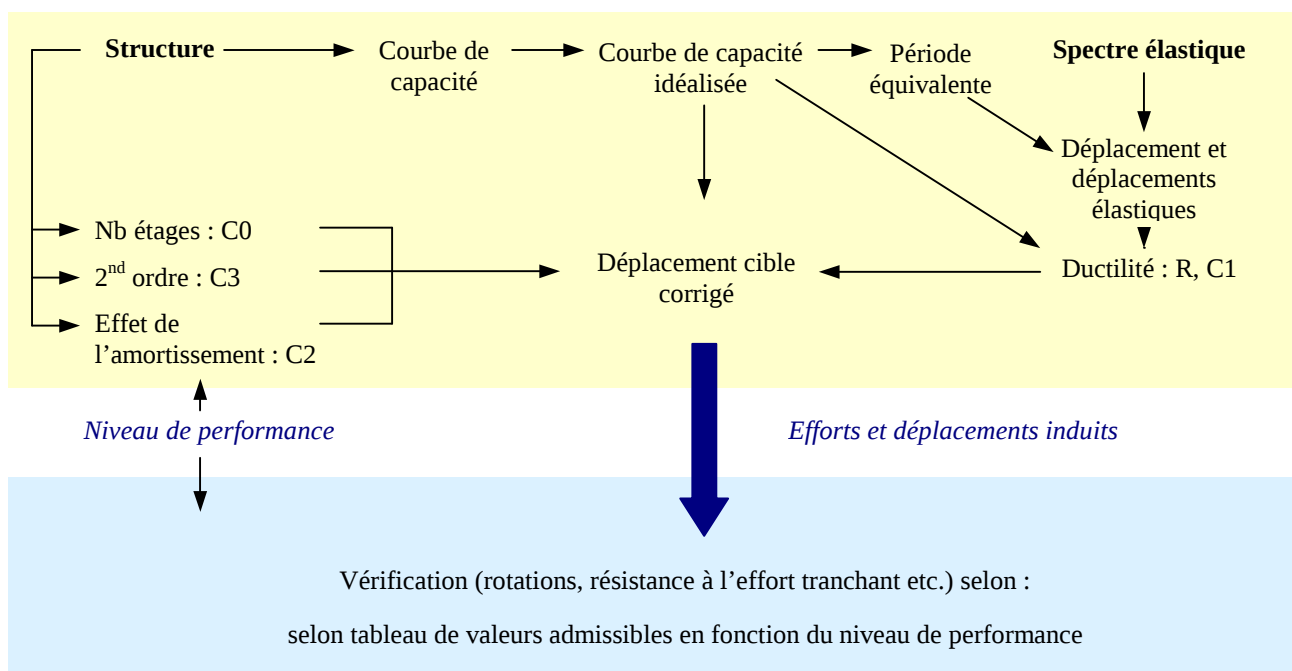 Structure
Courbe de
capacité
Courbe de capacité
idéalisée
Période
équivalente
Spectre élastique
Déplacement et
déplacements
élastiques
Nb étages : C0
2nd ordre : C3
Effet de
l’amortissement : C2
Déplacement cible
corrigé
Ductilité : R, C1
Niveau de performance
Efforts et déplacements induits
Vérification (rotations, résistance à l’effort tranchant etc.) selon :
selon tableau de valeurs admissibles en fonction du niveau de performance